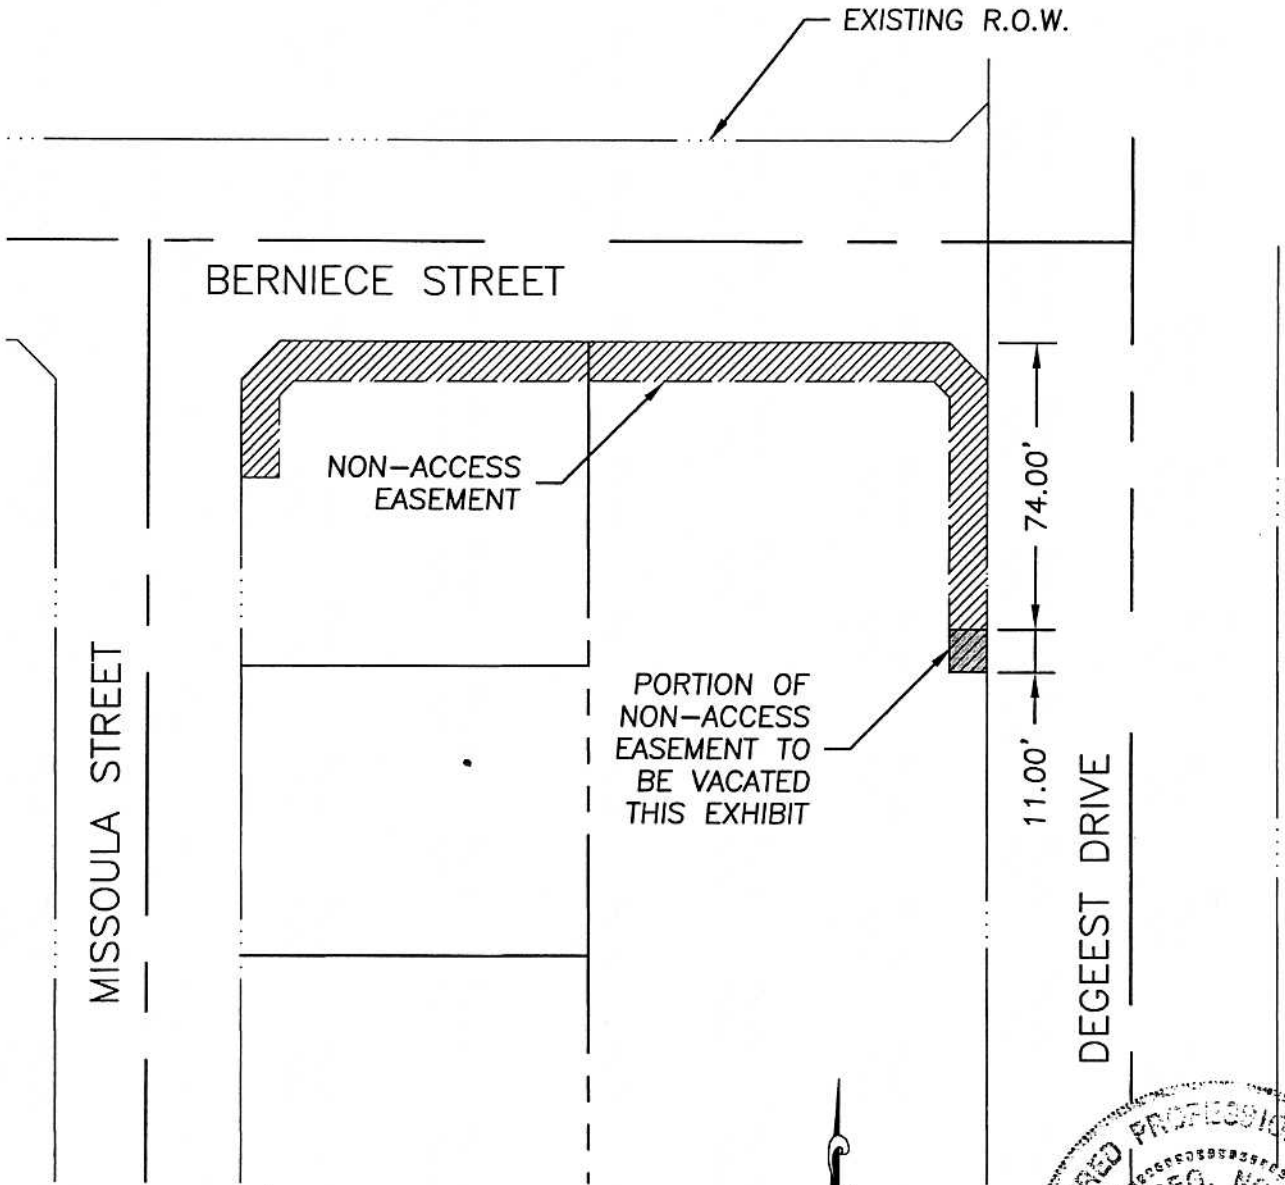 EXISTING R.O.W.
BERNIECE STREET
NON-ACCESS
EASEMENT
74.00'
PORTION OF
NON-ACCESS
EASEMENT TO
BE VACATED
THIS EXHIBIT
11.00'
MISSOULA STREET
DEGEEST DRIVE